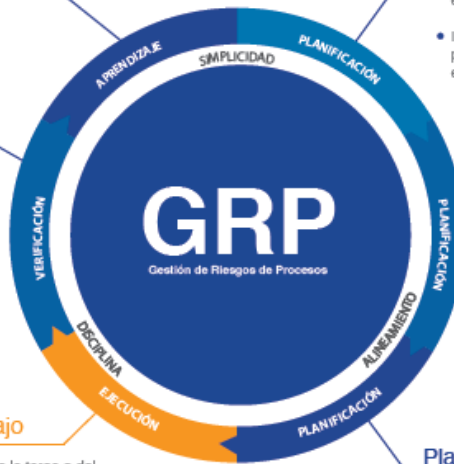 APRENDIZAJE
SIMPLICIDAD
PLANIFICACIÓN
VERIFICACIÓN
GRP
Gestión de Riesgos de Procesos
PLANIFICACIÓN
DISCIPLINA
ALINEAMIENTO
EJECUCIÓN
PLANIFICACIÓN
ajo
Pla